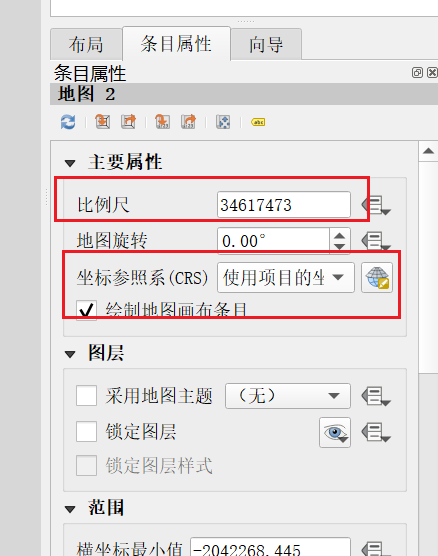 布局 条目属性 向导
条目属性
地图 2
主要属性
比例尺 34617473
地图旋转 0.00°
坐标参照系(CRS) 使用项目的坐
绘制地图画布条目
图层
采用地图主题 （无）
锁定图层
锁定图层样式
范围
横坐标最小值 -2042268.445